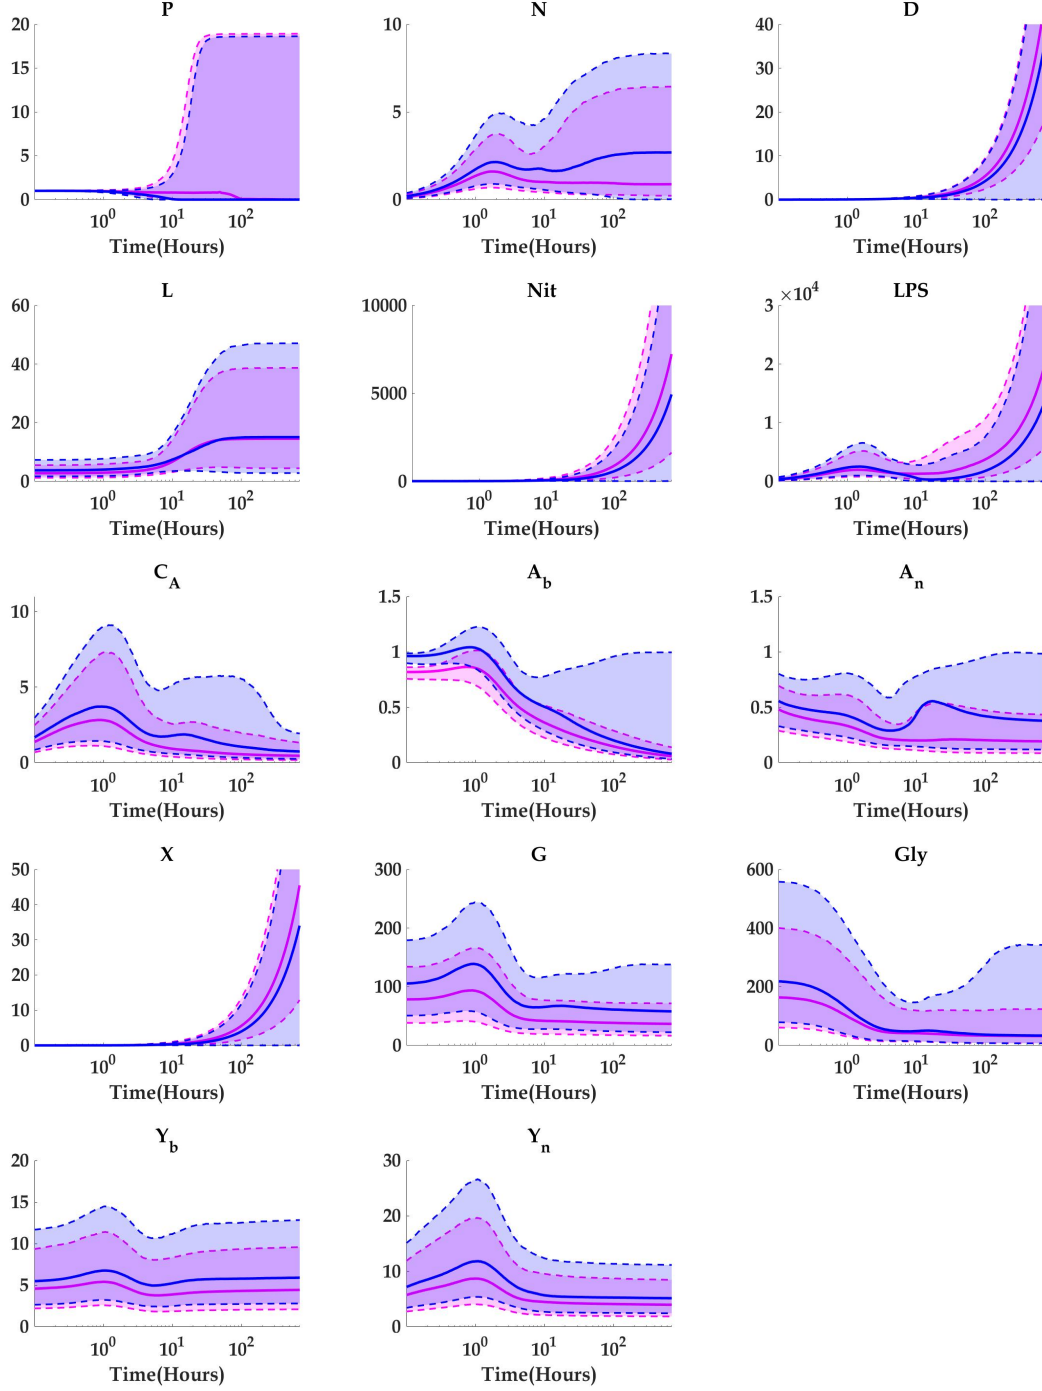 P
20
15
10
5
0
10^0 10^1 10^2
Time(Hours)
N
10
5
0
10^0 10^1 10^2
Time(Hours)
D
40
30
20
10
0
10^0 10^1 10^2
Time(Hours)
L
60
40
20
0
10^0 10^1 10^2
Time(Hours)
Nit
10000
5000
0
10^0 10^1 10^2
Time(Hours)
LPS
×10^4
3
2
1
0
10^0 10^1 10^2
Time(Hours)
C_A
10
5
0
10^0 10^1 10^2
Time(Hours)
A_b
1.5
1
0.5
0
10^0 10^1 10^2
Time(Hours)
A_n
1.5
1
0.5
0
10^0 10^1 10^2
Time(Hours)
X
50
40
30
20
10
0
10^0 10^1 10^2
Time(Hours)
G
300
200
100
0
10^0 10^1 10^2
Time(Hours)
Gly
600
400
200
0
10^0 10^1 10^2
Time(Hours)
Y_b
20
15
10
5
0
10^0 10^1 10^2
Time(Hours)
Y_n
30
20
10
0
10^0 10^1 10^2
Time(Hours)